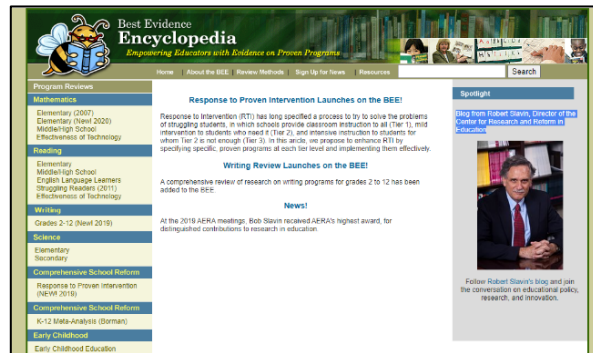 Best Evidence
Encyclopedia
Empowering Educators with Evidence on Proven Programs
Home | About the BEE | Review Methods | Sign Up for News | Resources
Search
Program Reviews
Mathematics
Elementary (2007)
Elementary (New! 2020)
Middle/High School
Effectiveness of Technology
Reading
Elementary
Middle/High School
English Language Learners
Struggling Readers (2011)
Effectiveness of Technology
Writing
Grades 2-12 (New! 2019)
Science
Elementary
Secondary
Comprehensive School Reform
Response to Proven Intervention
(NEW! 2019)
Comprehensive School Reform
K-12 Meta-Analysis (Borman)
Early Childhood
Early Childhood Education
Response to Proven Intervention Launches on the BEE!
Response to Intervention (RTI) has long specified a process to try to solve the problems
of struggling students, in which schools provide classroom instruction to all (Tier 1), mild
intervention to students who need it (Tier 2), and intensive instruction to students for
whom Tier 2 is not enough (Tier 3). In this article, we propose to enhance RTI by
specifying specific, proven programs at each tier level and implementing them effectively.
Writing Review Launches on the BEE!
A comprehensive review of research on writing programs for grades 2 to 12 has been
added to the BEE.
News!
At the 2019 AERA meetings, Bob Slavin received AERA's highest award, for
distinguished contributions to research in education.
Spotlight
Blog from Robert Slavin, Director of the
Center for Research and Reform in
Education
Follow Robert Slavin's blog and join
the conversation on educational policy,
research, and innovation.